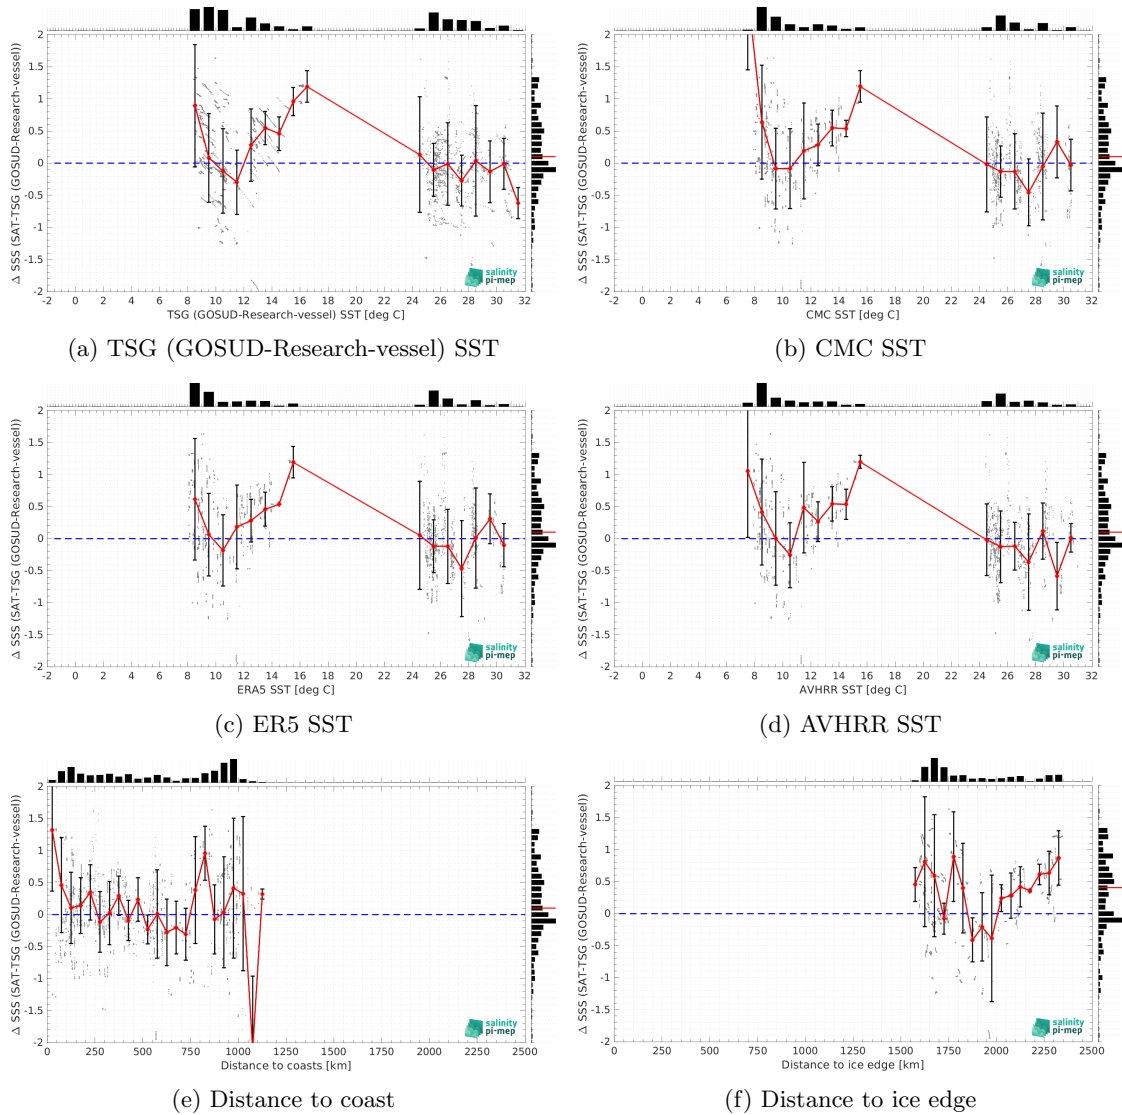 2
1.5
1
0.5
0
-0.5
-1
-1.5
-2
Δ SSS (SAT-TSG (GOSUD-Research-vessel))
salinity
pi-mep
-2 0 2 4 6 8 10 12 14 16 18 20 22 24 26 28 30 32
TSG (GOSUD-Research-vessel) SST [deg C]
(a) TSG (GOSUD-Research-vessel) SST
2
1.5
1
0.5
0
-0.5
-1
-1.5
-2
Δ SSS (SAT-TSG (GOSUD-Research-vessel))
salinity
pi-mep
-2 0 2 4 6 8 10 12 14 16 18 20 22 24 26 28 30 32
CMC SST [deg C]
(b) CMC SST
2
1.5
1
0.5
0
-0.5
-1
-1.5
-2
Δ SSS (SAT-TSG (GOSUD-Research-vessel))
salinity
pi-mep
-2 0 2 4 6 8 10 12 14 16 18 20 22 24 26 28 30 32
ERA5 SST [deg C]
(c) ER5 SST
2
1.5
1
0.5
0
-0.5
-1
-1.5
-2
Δ SSS (SAT-TSG (GOSUD-Research-vessel))
salinity
pi-mep
-2 0 2 4 6 8 10 12 14 16 18 20 22 24 26 28 30 32
AVHRR SST [deg C]
(d) AVHRR SST
2
1.5
1
0.5
0
-0.5
-1
-1.5
-2
Δ SSS (SAT-TSG (GOSUD-Research-vessel))
salinity
pi-mep
0 250 500 750 1000 1250 1500 1750 2000 2250 2500
Distance to coasts [km]
(e) Distance to coast
2
1.5
1
0.5
0
-0.5
-1
-1.5
-2
Δ SSS (SAT-TSG (GOSUD-Research-vessel))
salinity
pi-mep
0 250 500 750 1000 1250 1500 1750 2000 2250 2500
Distance to ice edge [km]
(f) Distance to ice edge